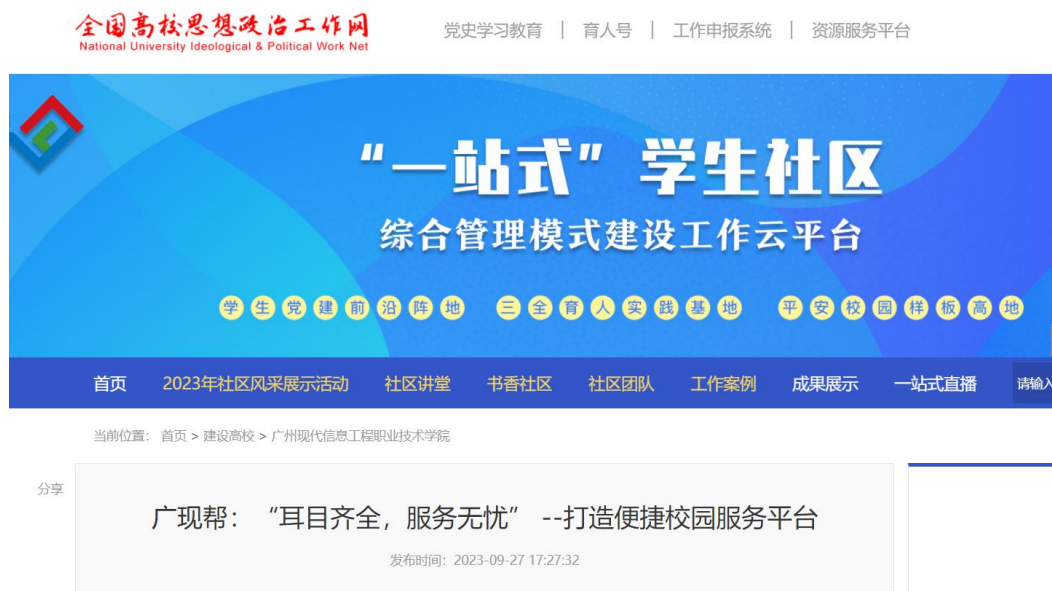 全国高校思想政治工作网
National University Ideological & Political Work Net
党史学习教育 | 育人号 | 工作申报系统 | 资源服务平台
“一站式”学生社区
综合管理模式建设工作云平台
学生党建前沿阵地 三全育人实践基地 平安校园样板高地
首页 2023年社区风采展示活动 社区讲堂 书香社区 社区团队 工作案例 成果展示 一站式直播 请输入
当前位置: 首页 > 建设高校 > 广州现代信息工程职业技术学院
分享
广现帮：“耳目齐全，服务无忧” --打造便捷校园服务平台
发布时间: 2023-09-27 17:27:32